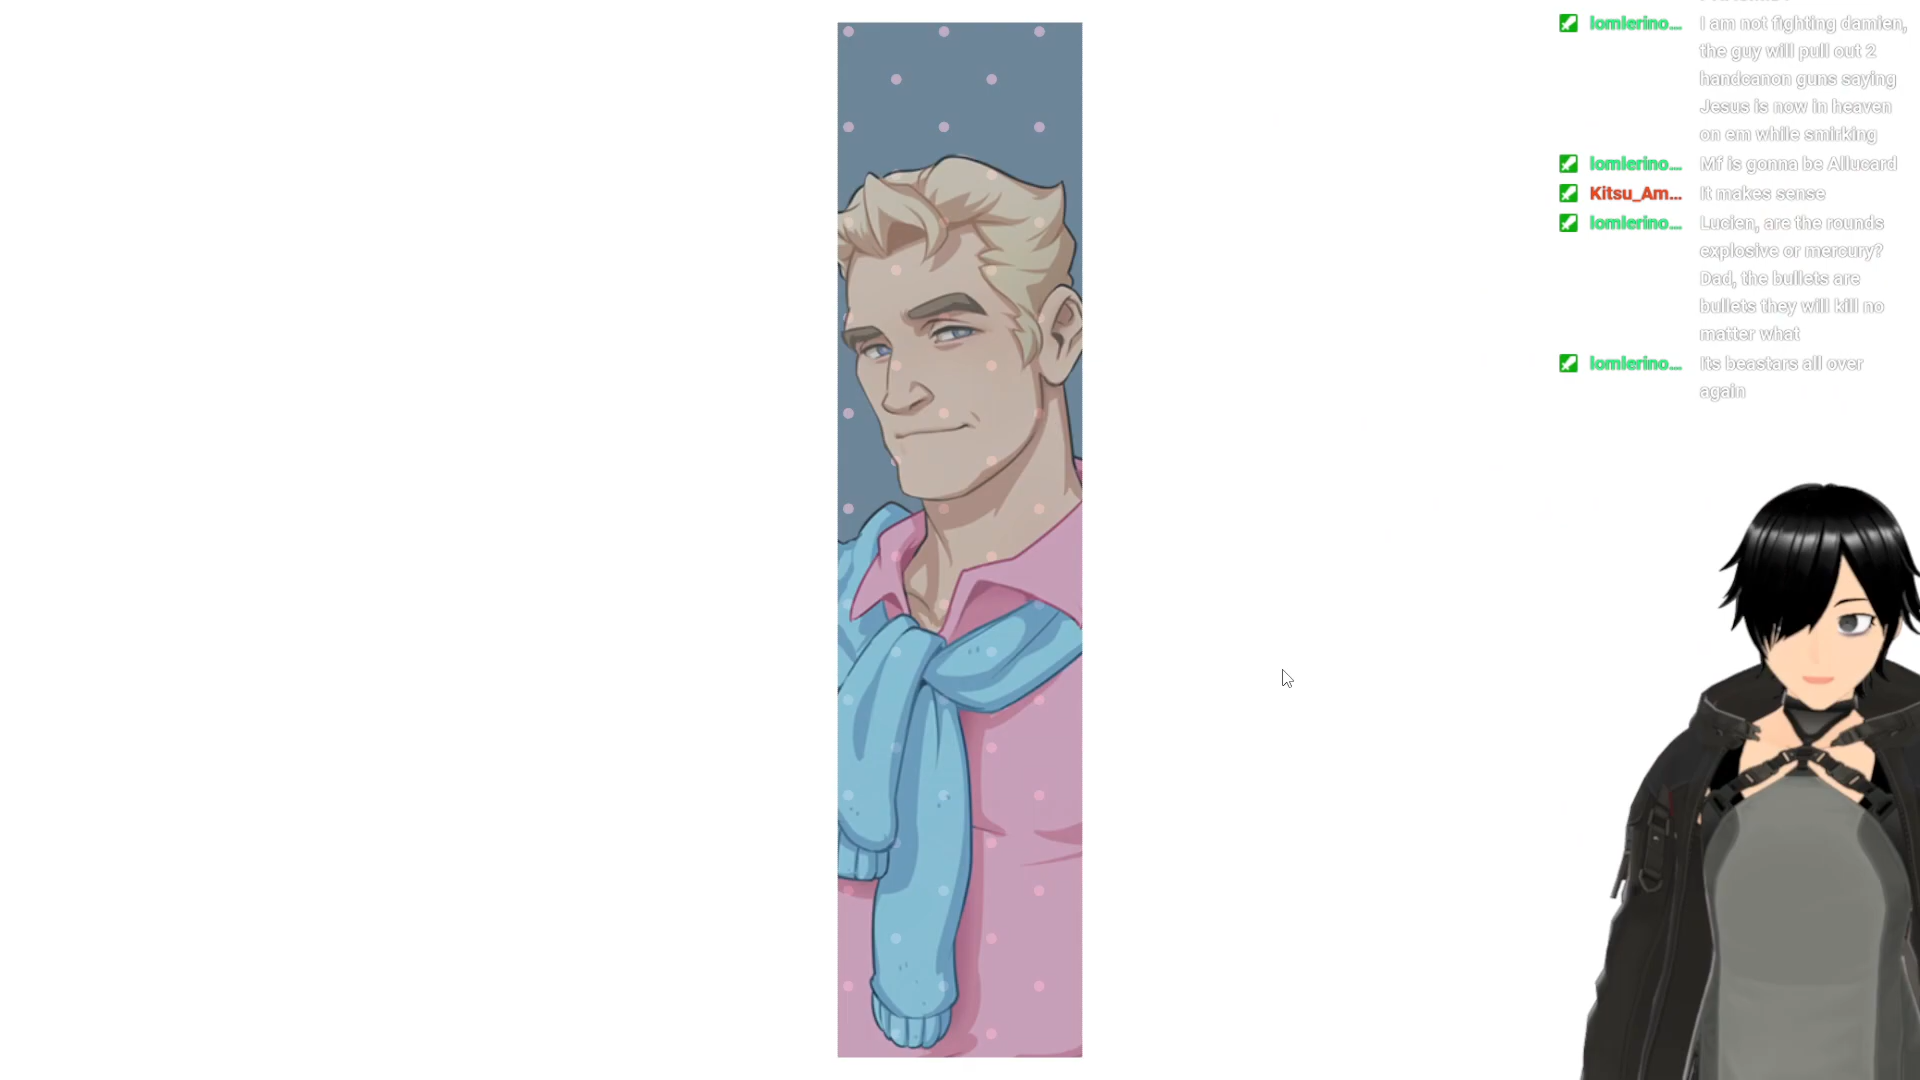 lomlerino... I am not fighting damien,
the guy will pull out 2
handcanon guns saying
Jesus is now in heaven
on em while smirking
lomlerino... Mf is gonna be Allucard
Kitsu_Am... It makes sense
lomlerino... Lucien, are the rounds
explosive or mercury?
Dad, the bullets are
bullets they will kill no
matter what
lomlerino... Its beastars all over
again